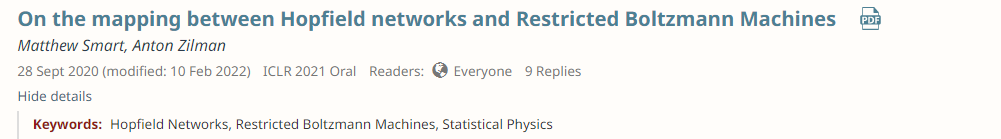 On the mapping between Hopfield networks and Restricted Boltzmann Machines PDF
Matthew Smart, Anton Zilman
28 Sept 2020 (modified: 10 Feb 2022) ICLR 2021 Oral Readers: Everyone 9 Replies
Hide details
Keywords: Hopfield Networks, Restricted Boltzmann Machines, Statistical Physics